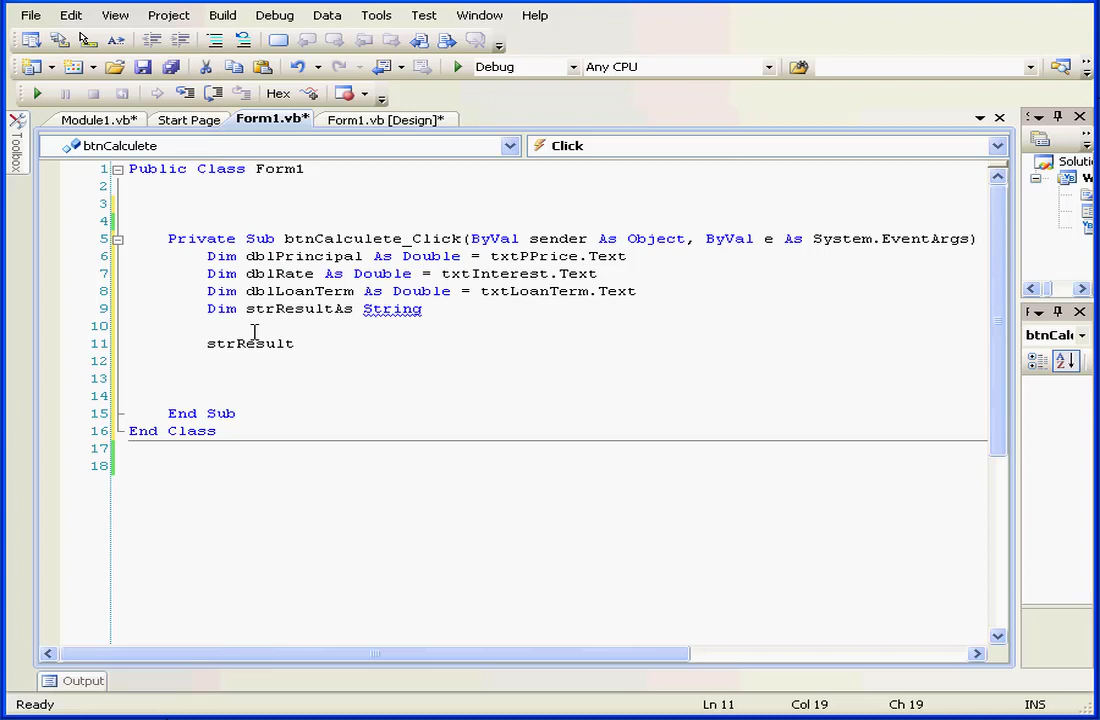 File Edit View Project Build Debug Data Tools Test Window Help
Debug Any CPU
Hex
Module1.vb* Start Page Form1.vb* Form1.vb [Design]*
Toolbox
btnCalculete Click
1 Public Class Form1
2
3
4
5 Private Sub btnCalculete_Click(ByVal sender As Object, ByVal e As System.EventArgs)
6 Dim dblPrincipal As Double = txtPPrice.Text
7 Dim dblRate As Double = txtInterest.Text
8 Dim dblLoanTerm As Double = txtLoanTerm.Text
9 Dim strResultAs String
10
11 strResult
12
13
14
15 End Sub
16 End Class
17
18
Soluti
W
btnCalc
Output
Ready Ln 11 Col 19 Ch 19 INS